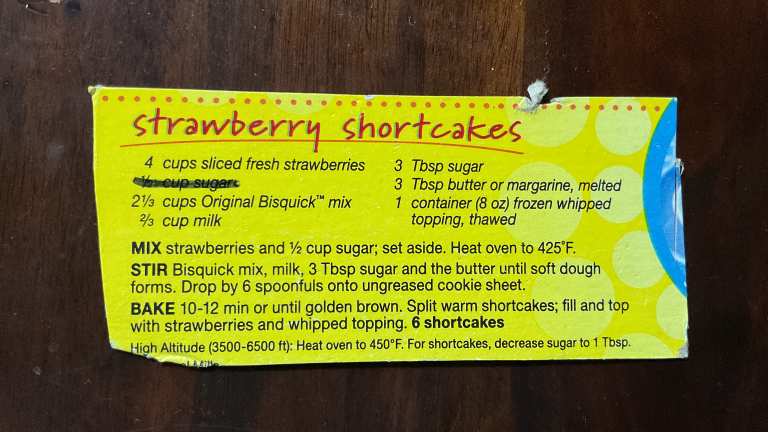 strawberry shortcakes
4 cups sliced fresh strawberries
cup sugar
2⅓ cups Original Bisquick™ mix
⅔ cup milk
3 Tbsp sugar
3 Tbsp butter or margarine, melted
1 container (8 oz) frozen whipped
topping, thawed
MIX strawberries and ½ cup sugar; set aside. Heat oven to 425˚F.
STIR Bisquick mix, milk, 3 Tbsp sugar and the butter until soft dough
forms. Drop by 6 spoonfuls onto ungreased cookie sheet.
BAKE 10-12 min or until golden brown. Split warm shortcakes; fill and top
with strawberries and whipped topping. 6 shortcakes
High Altitude (3500-6500 ft): Heat oven to 450°F. For shortcakes, decrease sugar to 1 Tbsp.